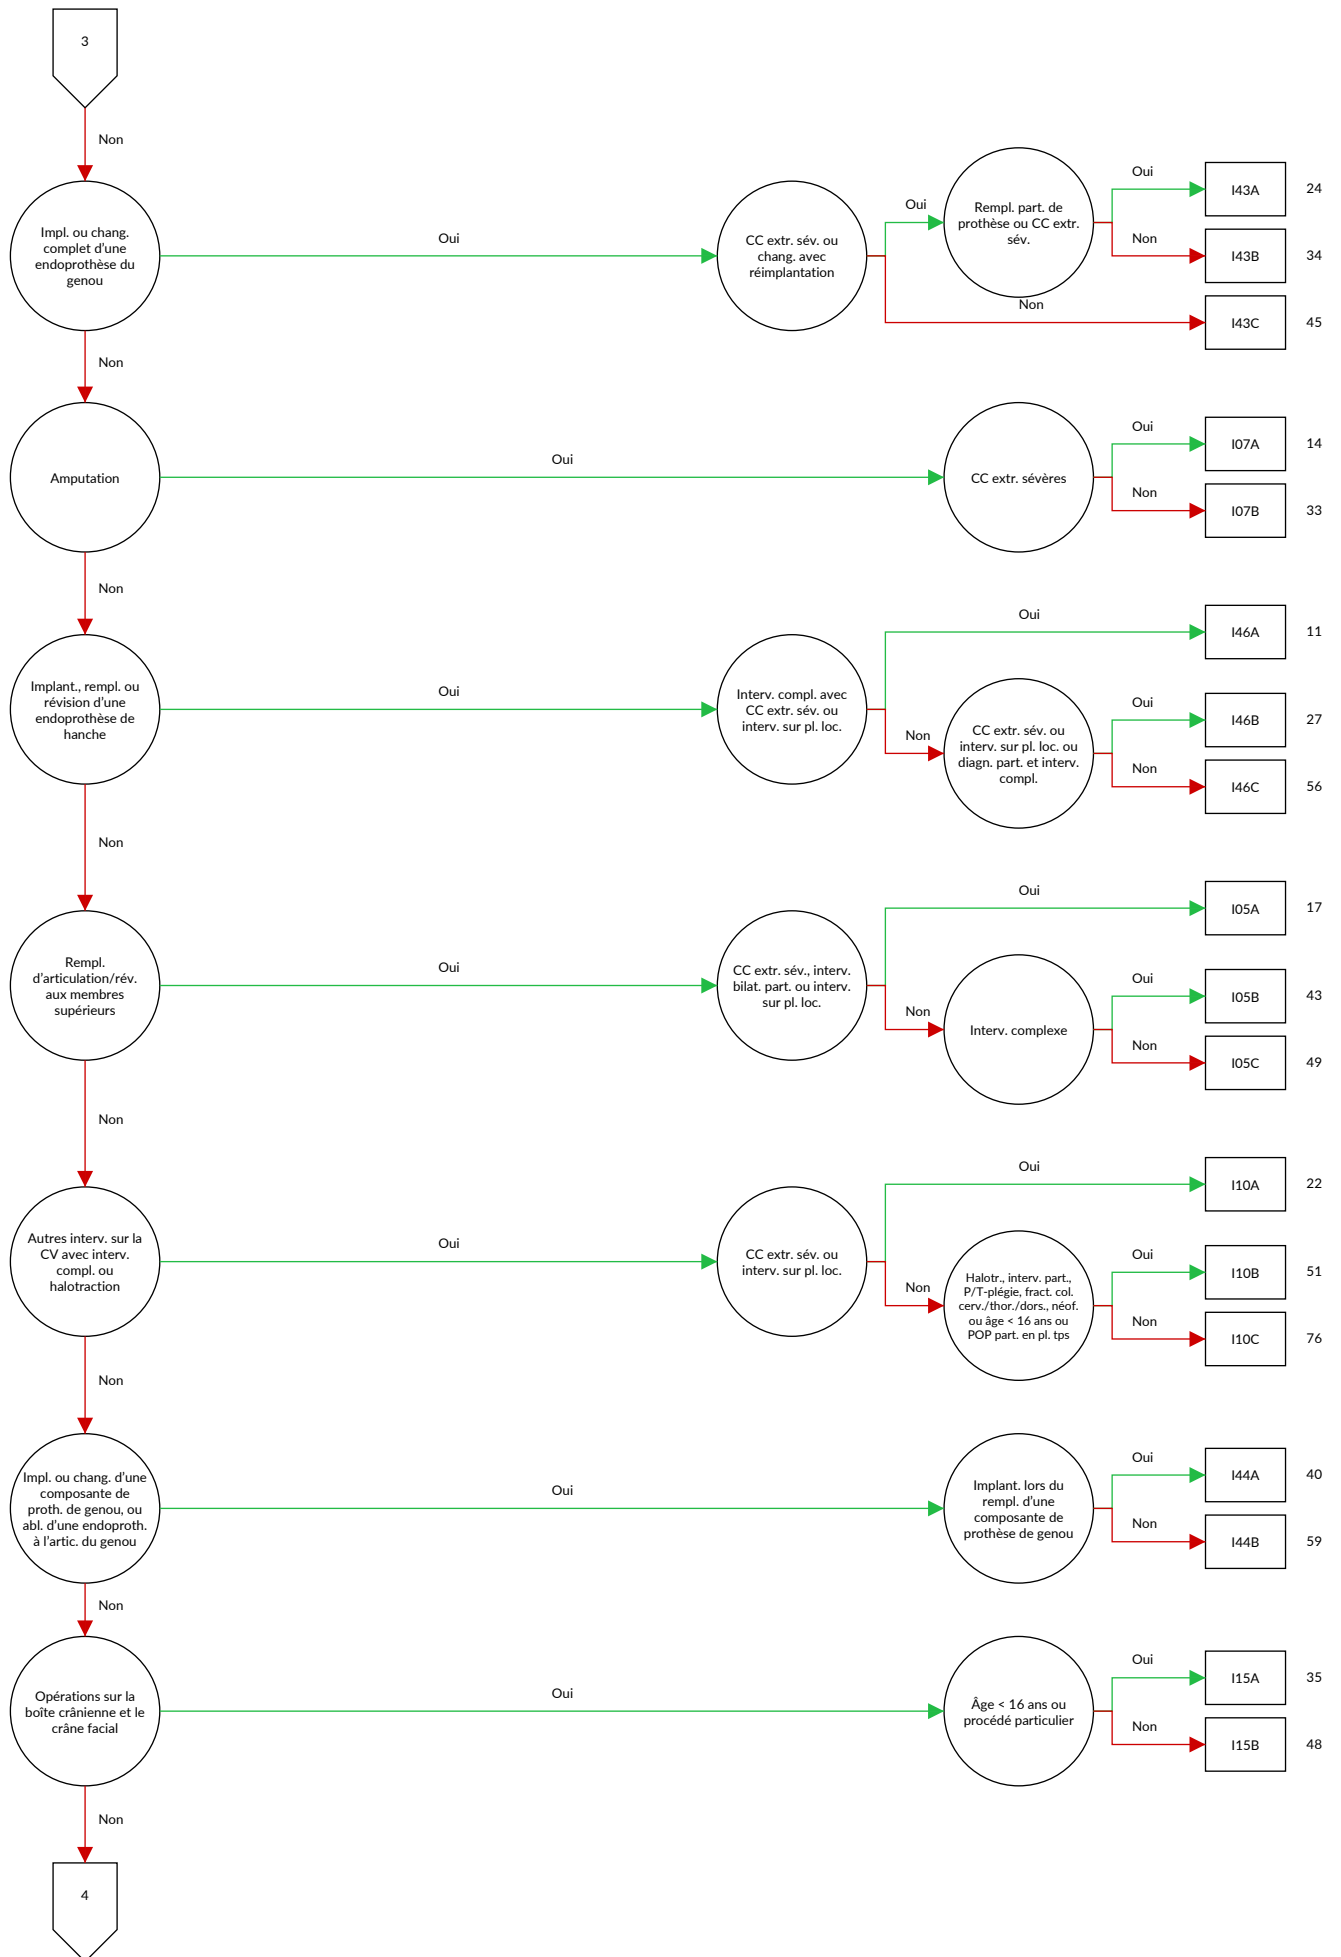 3
Non
Impl. ou chang.
complet d'une
endoprothèse du
genou
Oui
CC extr. sév. ou
chang. avec
réimplantation
Oui
Rempl. part. de
prothèse ou CC extr.
sév.
Oui
I43A
24
Non
I43B
34
Non
I43C
45
Non
Amputation
Oui
CC extr. sévères
Oui
I07A
14
Non
I07B
33
Non
Implant., rempl. ou
révision d'une
endoprothèse de
hanche
Oui
Interv. compl. avec
CC extr. sév. ou
interv. sur pl. loc.
Oui
I46A
11
Non
CC extr. sév. ou
interv. sur pl. loc. ou
diagn. part. et interv.
compl.
Oui
I46B
27
Non
I46C
56
Non
Rempl.
d'articulation/rév.
aux membres
supérieurs
Oui
CC extr. sév., interv.
bilat. part. ou interv.
sur pl. loc.
Oui
I05A
17
Non
Interv. complexe
Oui
I05B
43
Non
I05C
49
Non
Autres interv. sur la
CV avec interv.
compl. ou
halotraction
Oui
CC extr. sév. ou
interv. sur pl. loc.
Oui
I10A
22
Non
Halotr., interv. part.,
P/T-plégie, fract. col.
cerv./thor./dors., néof.
ou âge < 16 ans ou
POP part. en pl. tps
Oui
I10B
51
Non
I10C
76
Non
Impl. ou chang. d'une
composante de
proth. de genou, ou
abl. d'une endoproth.
à l'artic. du genou
Oui
Implant. lors du
rempl. d'une
composante de
prothèse de genou
Oui
I44A
40
Non
I44B
59
Non
Opérations sur la
boîte crânienne et le
crâne facial
Oui
Âge < 16 ans ou
procédé particulier
Oui
I15A
35
Non
I15B
48
Non
4